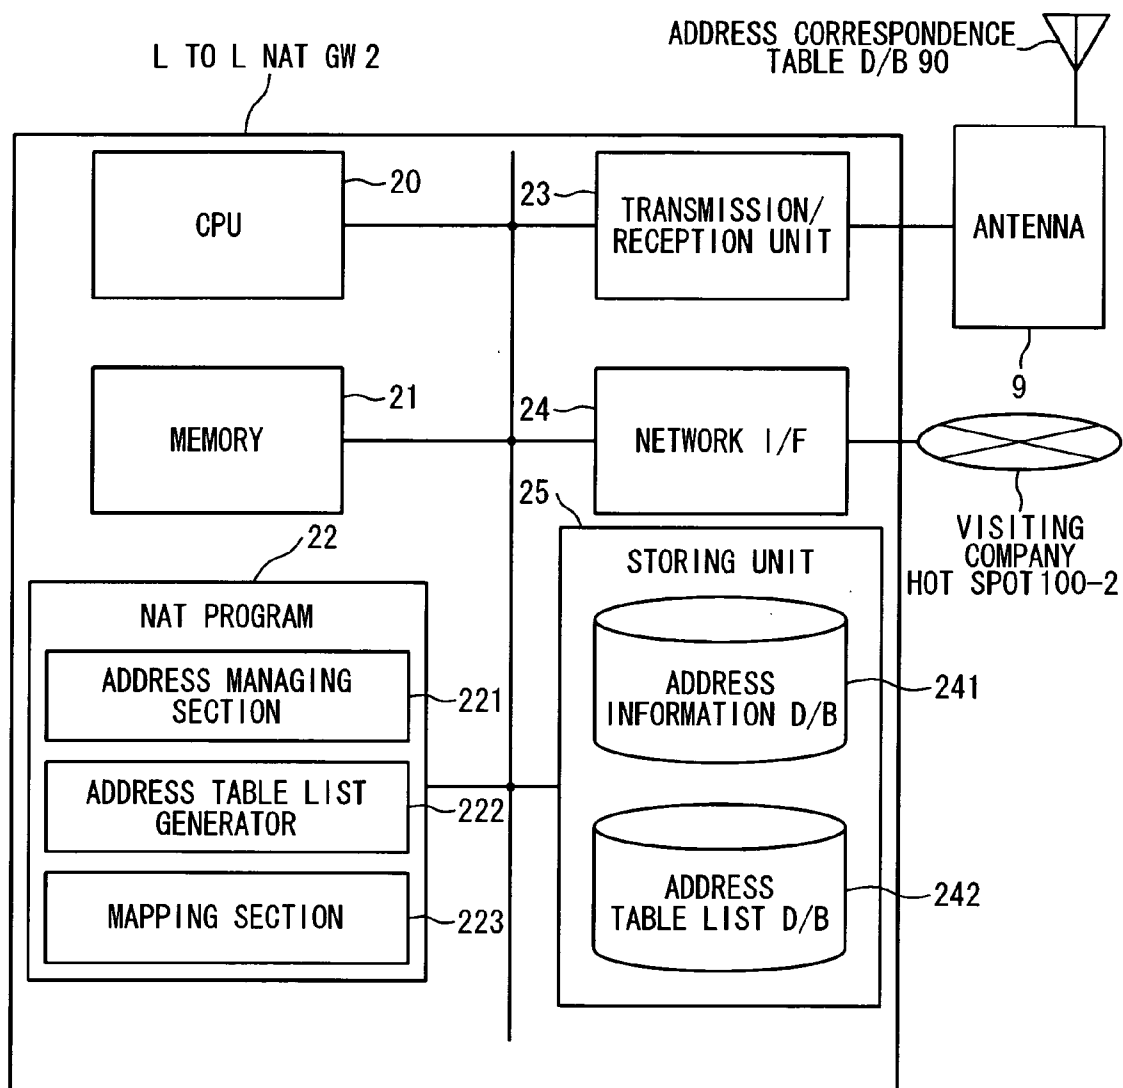 L TO L NAT GW 2
ADDRESS CORRESPONDENCE
TABLE D/B 90
CPU
20
23
TRANSMISSION/
RECEPTION UNIT
ANTENNA
9
MEMORY
21
24
NETWORK I/F
VISITING
COMPANY
HOT SPOT 100-2
22
NAT PROGRAM
ADDRESS MANAGING
SECTION
221
ADDRESS TABLE LIST
GENERATOR
222
MAPPING SECTION
223
25
STORING UNIT
ADDRESS
INFORMATION D/B
241
ADDRESS
TABLE LIST D/B
242